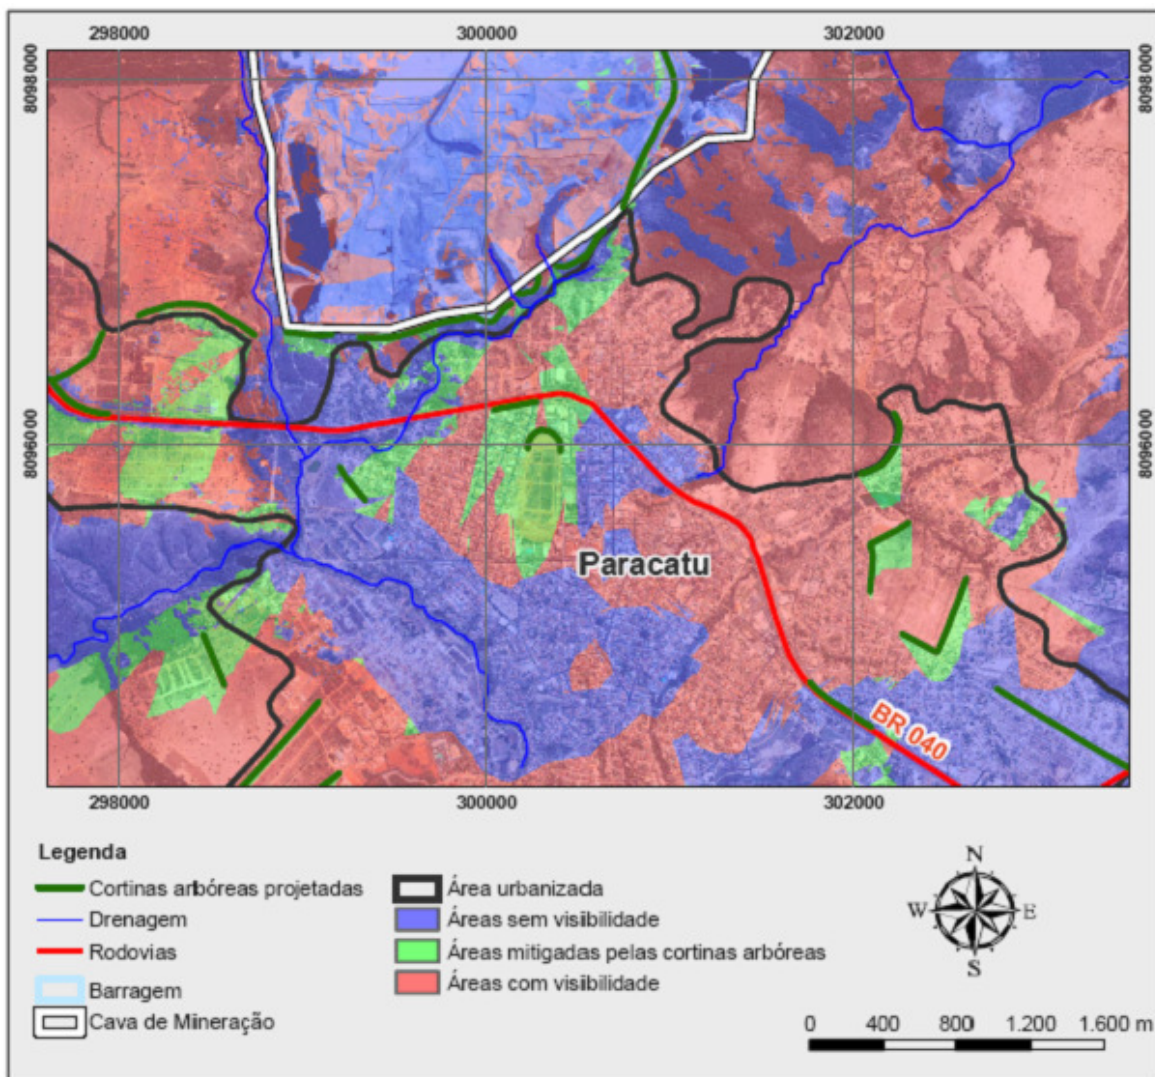 298000 300000 302000
8098000 8098000
8096000 8096000
Paracatu
BR 040
298000 300000 302000
Legenda
Cortinas arbóreas projetadas
Drenagem
Rodovias
Barragem
Cava de Mineração
Área urbanizada
Áreas sem visibilidade
Áreas mitigadas pelas cortinas arbóreas
Áreas com visibilidade
N
W E
S
0 400 800 1.200 1.600 m